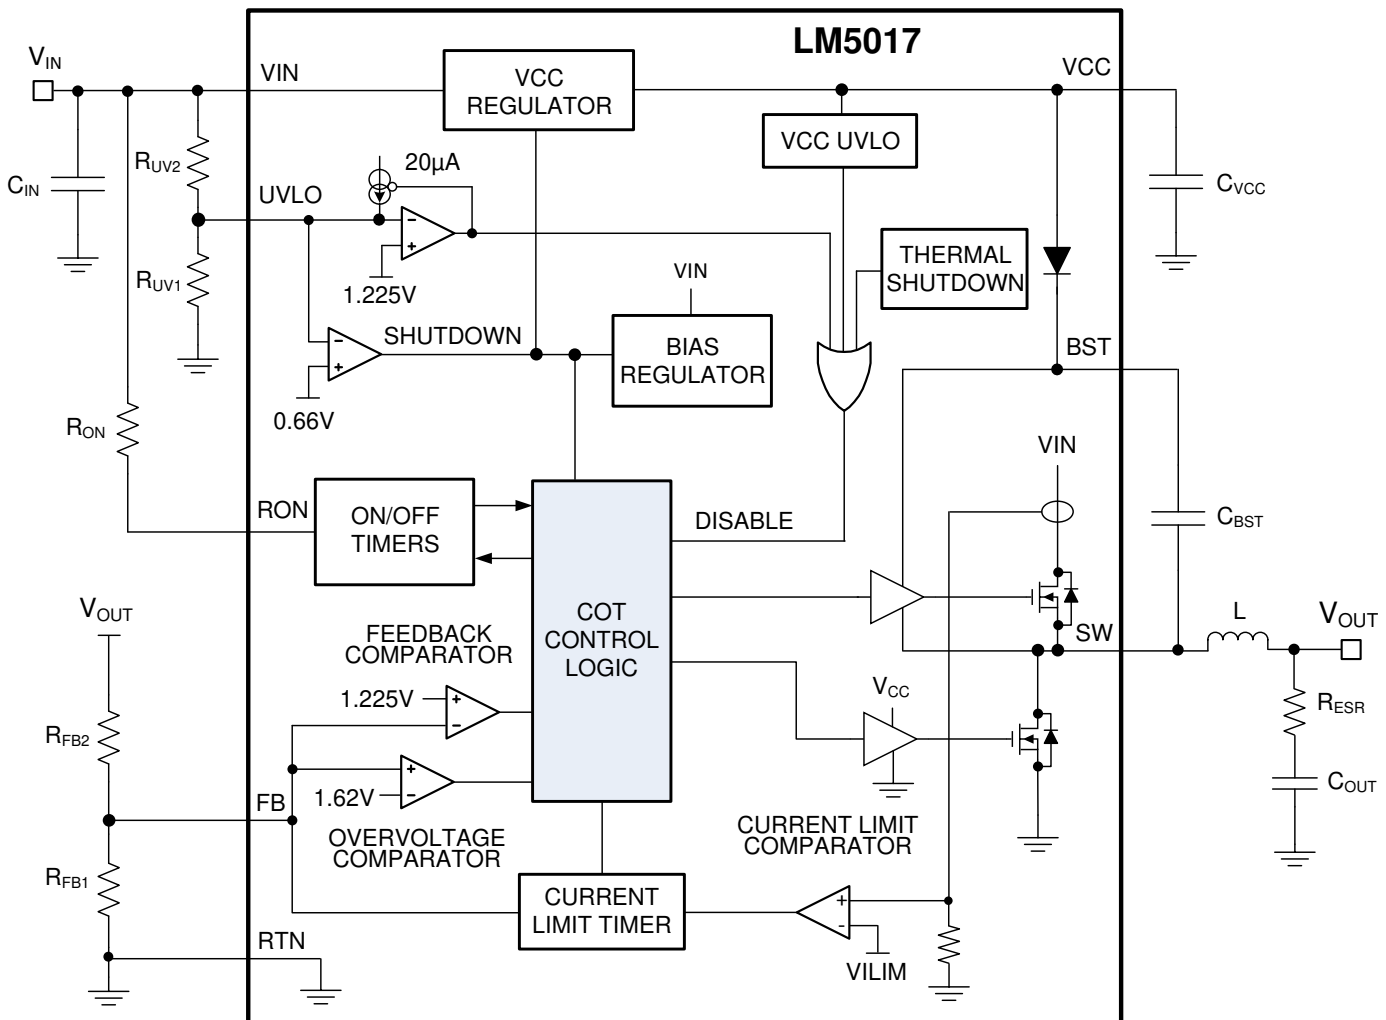 LM5017
VIN
VIN
VCC
REGULATOR
VCC
VCC UVLO
CIN
RUV2
20µA
UVLO
-
+
1.225V
CVCC
THERMAL
SHUTDOWN
RUV1
VIN
SHUTDOWN
-
+
0.66V
BIAS
REGULATOR
BST
RON
VIN
RON
ON/OFF
TIMERS
DISABLE
CBST
COT
CONTROL
LOGIC
VOUT
FEEDBACK
COMPARATOR
SW
L
VOUT
1.225V
+
-
VCC
RESR
RFB2
+
-
1.62V
COUT
FB
OVERVOLTAGE
COMPARATOR
CURRENT LIMIT
COMPARATOR
RFB1
CURRENT
LIMIT TIMER
+
-
RTN
VILIM